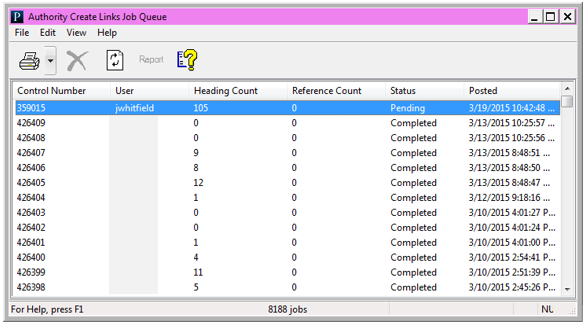 Authority Create Links Job Queue
File Edit View Help
Report
Control Number User Heading Count Reference Count Status Posted
359015 jwhitfield 105 0 Pending 3/19/2015 10:42:48 ...
426409 0 0 Completed 3/13/2015 10:25:57 ...
426408 0 0 Completed 3/13/2015 10:25:56 ...
426407 9 0 Completed 3/13/2015 8:48:51 ...
426406 8 0 Completed 3/13/2015 8:48:50 ...
426405 12 0 Completed 3/13/2015 8:48:47 ...
426404 1 0 Completed 3/12/2015 9:18:16 ...
426403 0 0 Completed 3/10/2015 4:01:27 P...
426402 0 0 Completed 3/10/2015 4:01:24 P...
426401 1 0 Completed 3/10/2015 4:01:00 P...
426400 4 0 Completed 3/10/2015 2:54:41 P...
426399 11 0 Completed 3/10/2015 2:51:39 P...
426398 5 0 Completed 3/10/2015 2:45:26 P...
For Help, press F1 8188 jobs NU